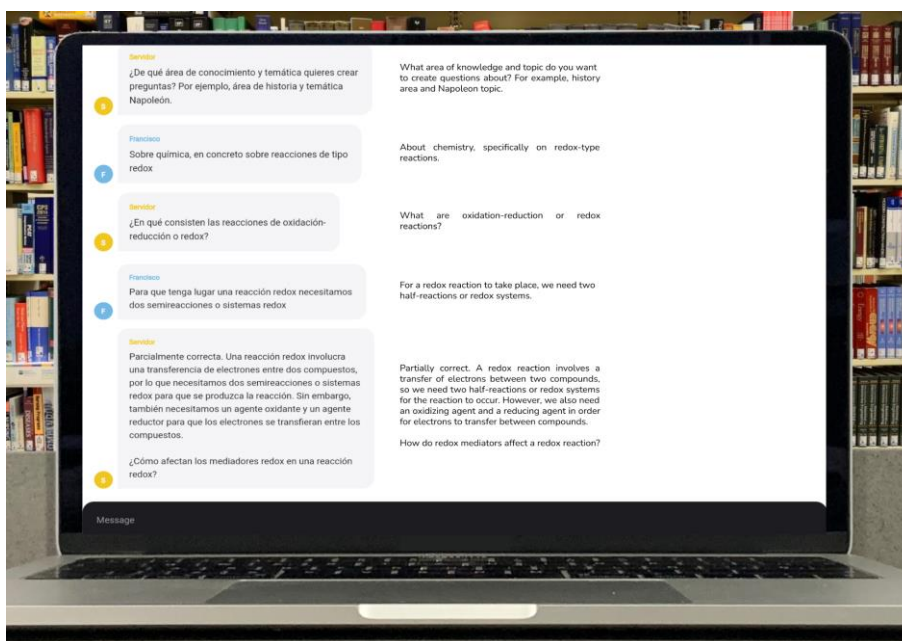 Servidor
¿De qué área de conocimiento y temática quieres crear
preguntas? Por ejemplo, área de historia y temática
Napoleón.
S
What area of knowledge and topic do you want
to create questions about? For example, history
area and Napoleon topic.
Francisco
Sobre química, en concreto sobre reacciones de tipo
redox
F
About chemistry, specifically on redox-type
reactions.
Servidor
¿En qué consisten las reacciones de oxidación-
reducción o redox?
S
What are oxidation-reduction or redox
reactions?
Francisco
Para que tenga lugar una reacción redox necesitamos
dos semireacciones o sistemas redox
F
For a redox reaction to take place, we need two
half-reactions or redox systems.
Servidor
Parcialmente correcta. Una reacción redox involucra
una transferencia de electrones entre dos compuestos,
por lo que necesitamos dos semireacciones o sistemas
redox para que se produzca la reacción. Sin embargo,
también necesitamos un agente oxidante y un agente
reductor para que los electrones se transfieran entre los
compuestos.
¿Cómo afectan los mediadores redox en una reacción
redox?
S
Partially correct. A redox reaction involves a
transfer of electrons between two compounds,
so we need two half-reactions or redox systems
for the reaction to occur. However, we also need
an oxidizing agent and a reducing agent in order
for electrons to transfer between compounds.
How do redox mediators affect a redox reaction?
Message